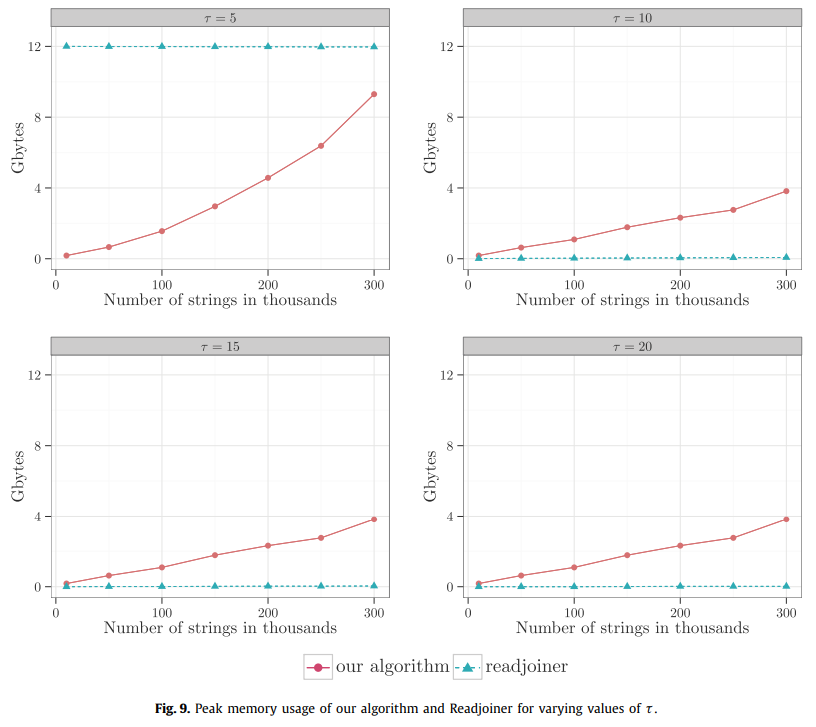 τ = 5
12
8
4
0
Gbytes
0 100 200 300
Number of strings in thousands
τ = 10
12
8
4
0
Gbytes
0 100 200 300
Number of strings in thousands
τ = 15
12
8
4
0
Gbytes
0 100 200 300
Number of strings in thousands
τ = 20
12
8
4
0
Gbytes
0 100 200 300
Number of strings in thousands
our algorithm readjoiner
Fig. 9. Peak memory usage of our algorithm and Readjoiner for varying values of τ.